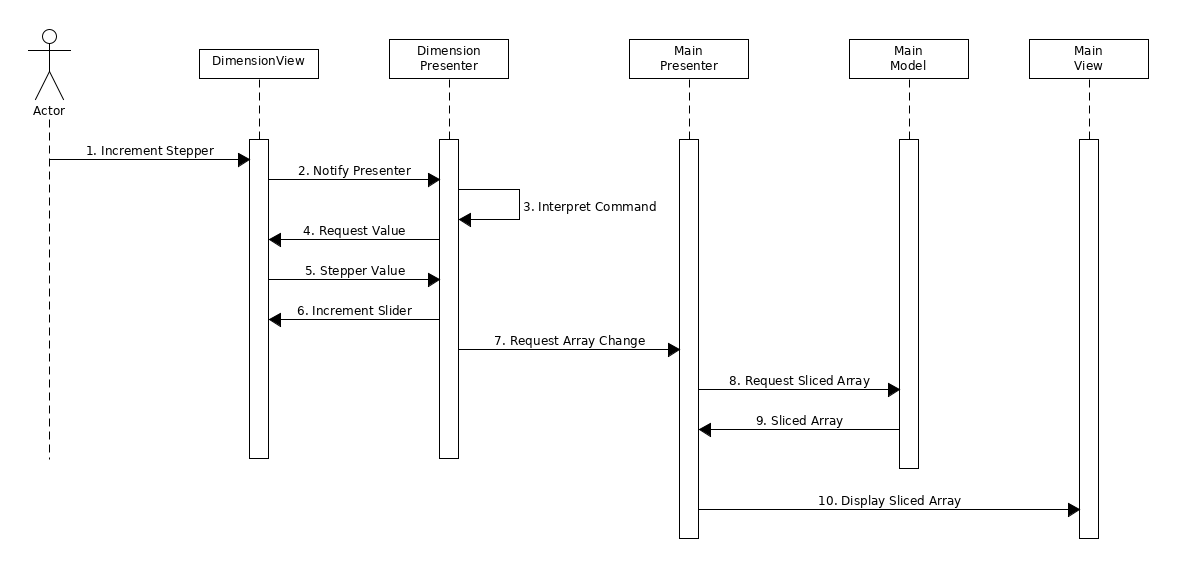 Actor
DimensionView
Dimension
Presenter
Main
Presenter
Main
Model
Main
View
1. Increment Stepper
2. Notify Presenter
3. Interpret Command
4. Request Value
5. Stepper Value
6. Increment Slider
7. Request Array Change
8. Request Sliced Array
9. Sliced Array
10. Display Sliced Array